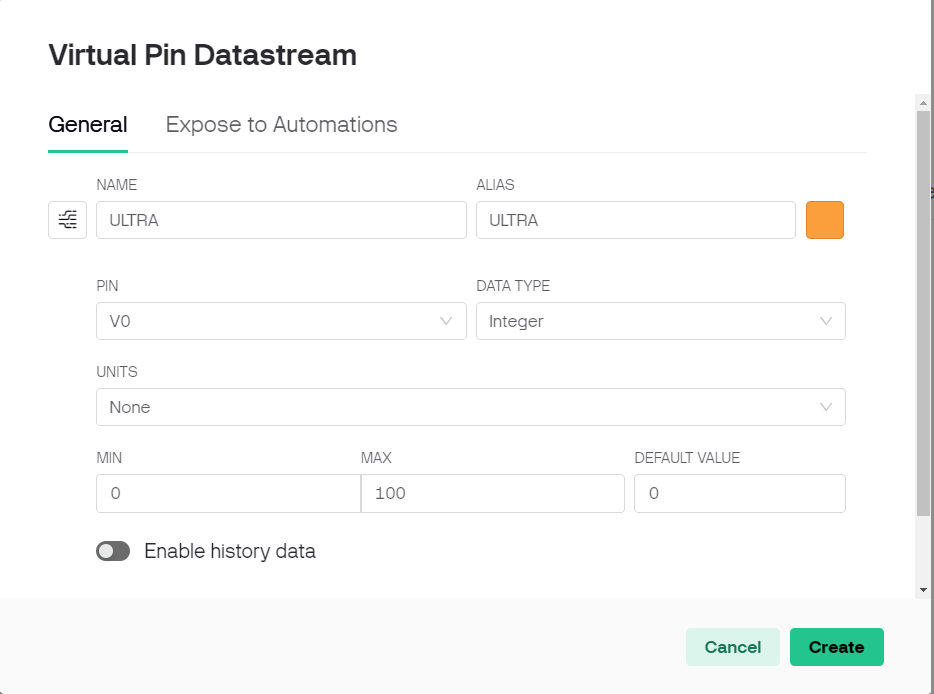 Virtual Pin Datastream
General Expose to Automations
NAME ALIAS
ULTRA ULTRA
PIN DATA TYPE
V0 Integer
UNITS
None
MIN MAX DEFAULT VALUE
0 100 0
Enable history data
Cancel Create